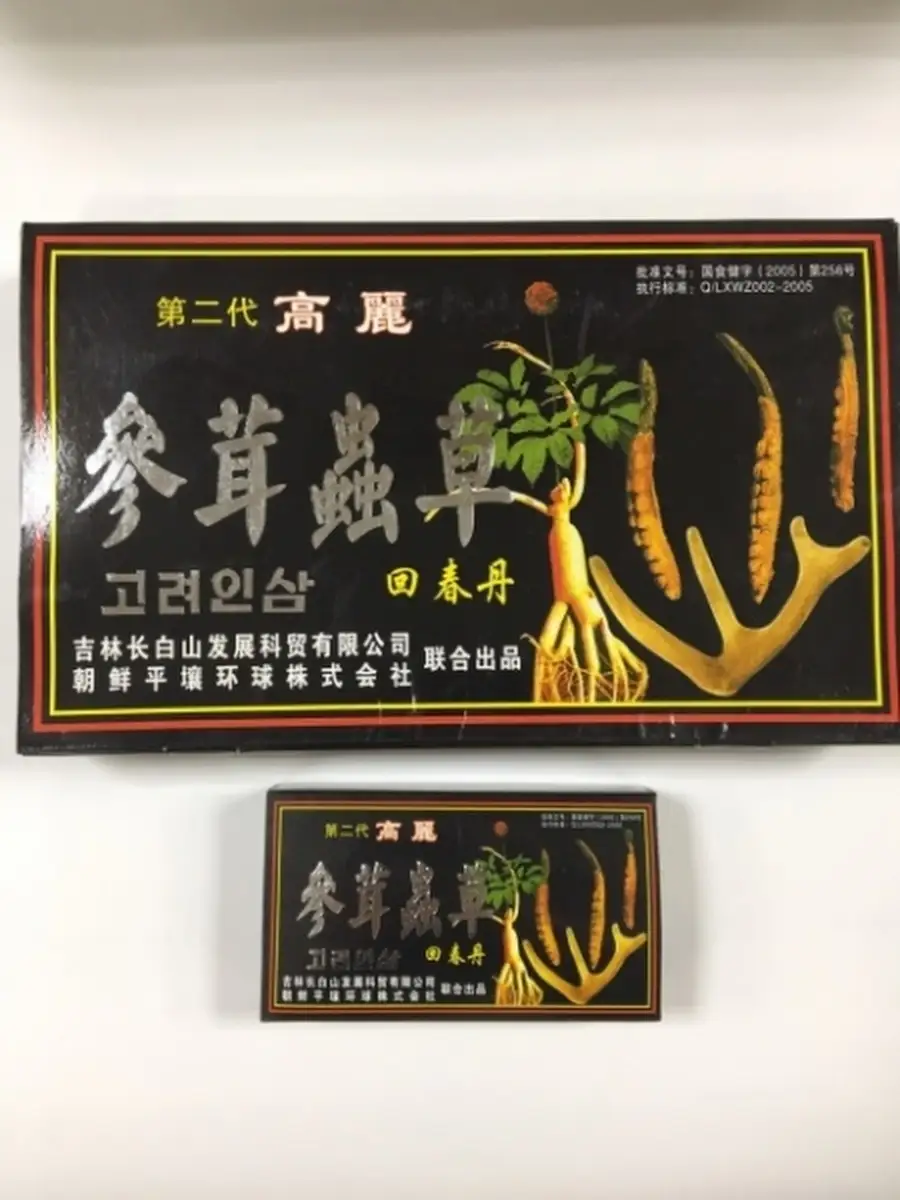 批准文号：国食健字（2005）第256号
执行标准：Q/LXWZ002-2005
第二代 高麗
參茸蟲草
고려인삼
回春丹
吉林长白山发展科贸有限公司
朝鲜平壤环球株式会社
联合出品
第二代 高麗
參茸蟲草
고려인삼
回春丹
吉林长白山发展科贸有限公司
朝鲜平壤环球株式会社
联合出品